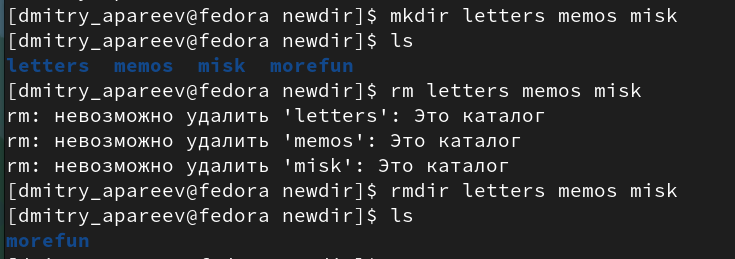 [dmitry_apareev@fedora newdir]$ mkdir letters memos misk
[dmitry_apareev@fedora newdir]$ ls
letters  memos  misk  morefun
[dmitry_apareev@fedora newdir]$ rm letters memos misk
rm: невозможно удалить 'letters': Это каталог
rm: невозможно удалить 'memos': Это каталог
rm: невозможно удалить 'misk': Это каталог
[dmitry_apareev@fedora newdir]$ rmdir letters memos misk
[dmitry_apareev@fedora newdir]$ ls
morefun